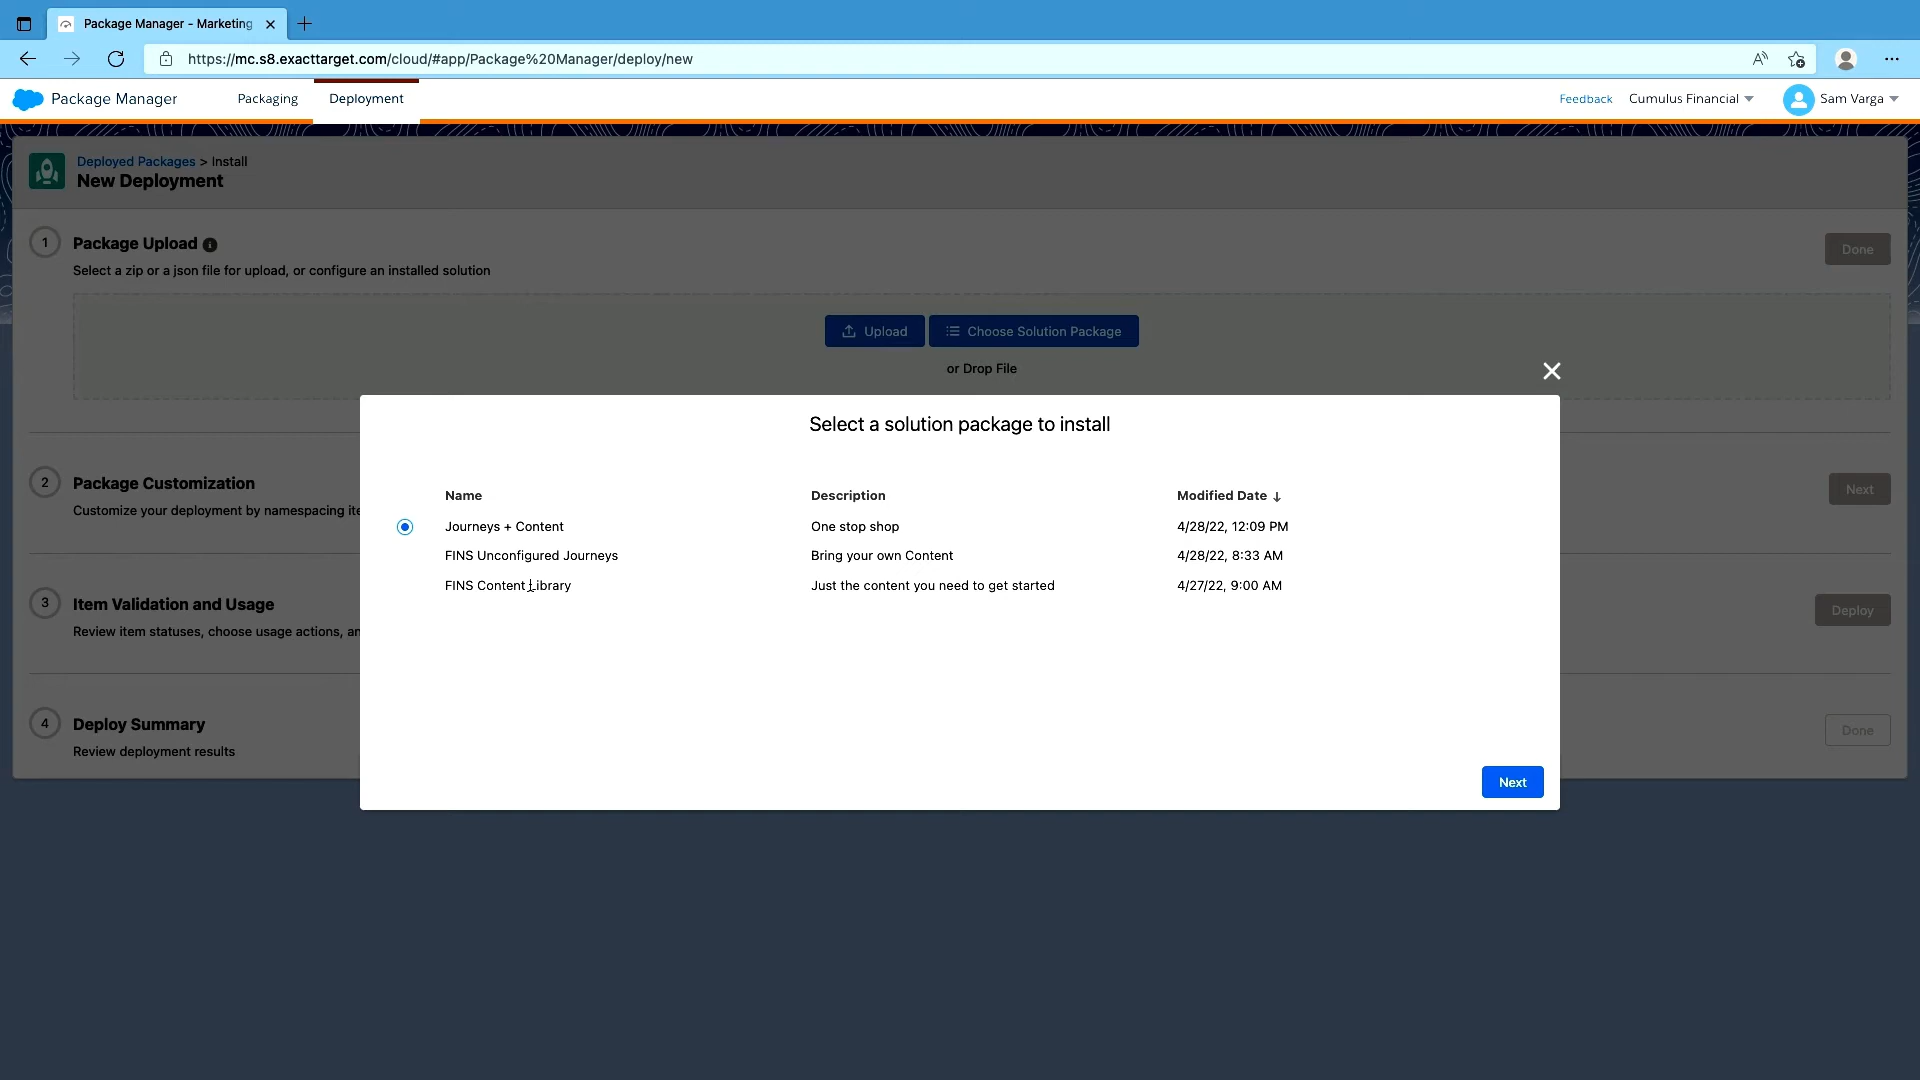 Package Manager - Marketing
https://mc.s8.exacttarget.com/cloud/#app/Package%20Manager/deploy/new
Package Manager
Packaging
Deployment
Feedback
Cumulus Financial
Sam Varga
Deployed Packages > Install
New Deployment
1
Package Upload
Done
Select a zip or a json file for upload, or configure an installed solution
Upload
Choose Solution Package
or Drop File
Select a solution package to install
Name
Description
Modified Date
Journeys + Content
One stop shop
4/28/22, 12:09 PM
FINS Unconfigured Journeys
Bring your own Content
4/28/22, 8:33 AM
FINS Content Library
Just the content you need to get started
4/27/22, 9:00 AM
Next
2
Package Customization
Next
Customize your deployment by namespacing ite
3
Item Validation and Usage
Deploy
Review item statuses, choose usage actions, an
4
Deploy Summary
Done
Review deployment results